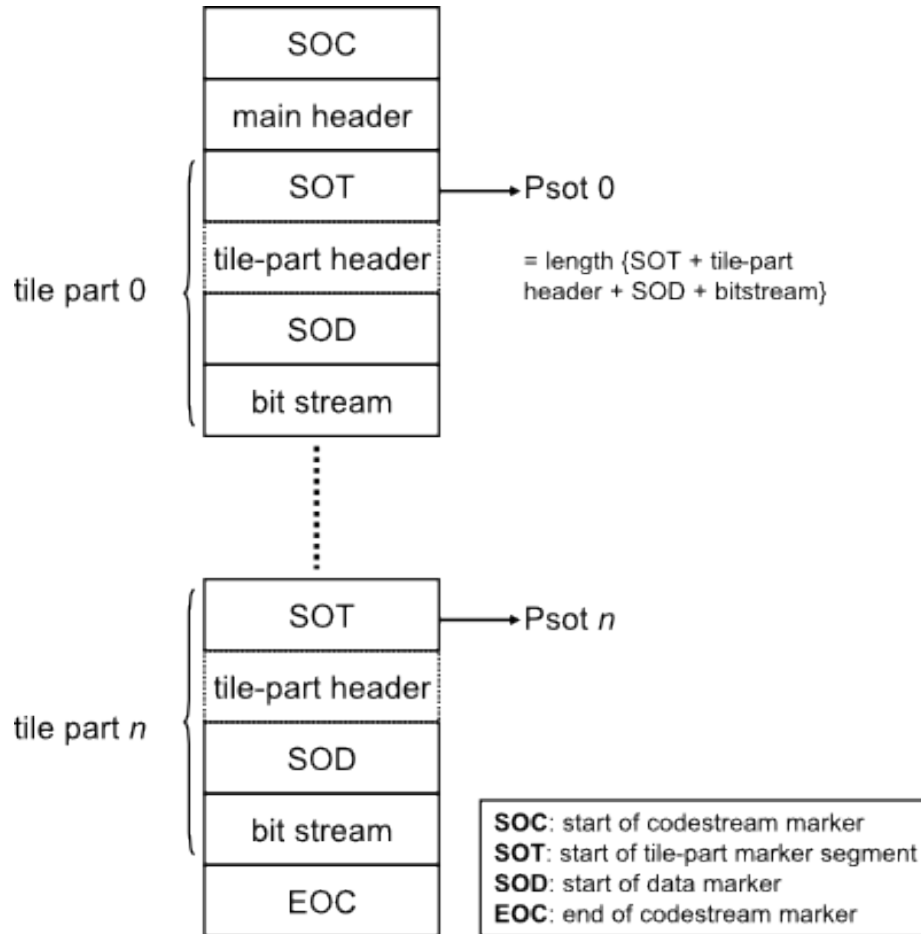 SOC
main header
SOT
Psot 0
tile-part header
= length {SOT + tile-part
header + SOD + bitstream}
tile part 0
SOD
bit stream
SOT
Psot n
tile-part header
tile part n
SOD
bit stream
EOC
SOC: start of codestream marker
SOT: start of tile-part marker segment
SOD: start of data marker
EOC: end of codestream marker